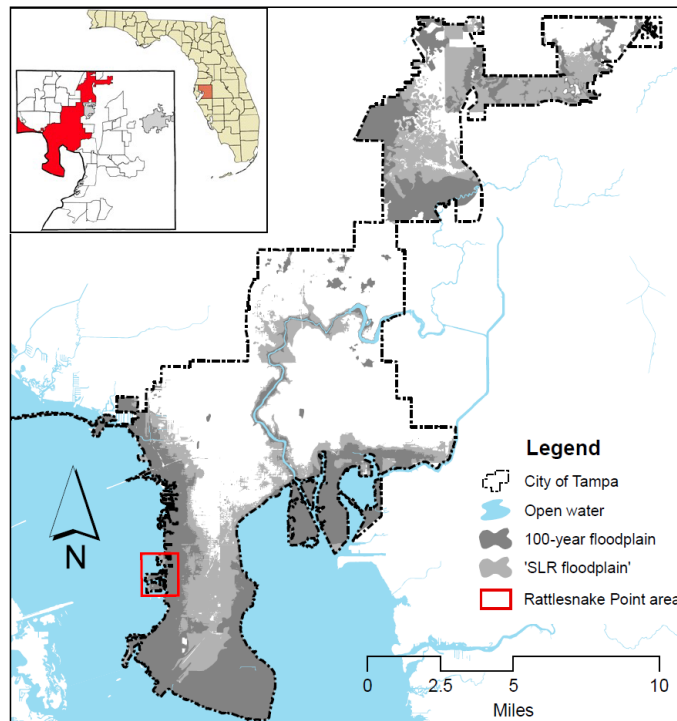 N
Legend
City of Tampa
Open water
100-year floodplain
'SLR floodplain'
Rattlesnake Point area
0 2.5 5 10
Miles